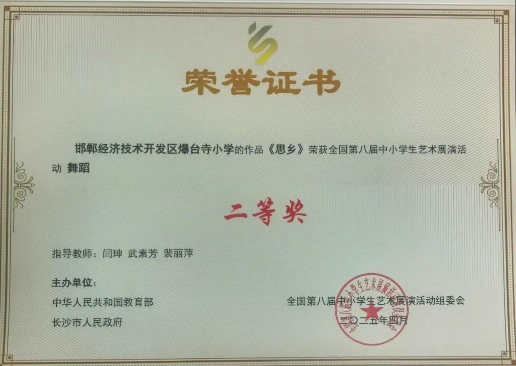 荣誉证书
邯郸经济技术开发区爆台寺小学的作品《思乡》荣获全国第八届中小学生艺术展演活
动 舞蹈
二等奖
指导教师：闫珅 武素芳 裴丽萍
主办单位：
中华人民共和国教育部
长沙市人民政府
全国第八届中小学生艺术展演活动组委会
二〇二五年四月